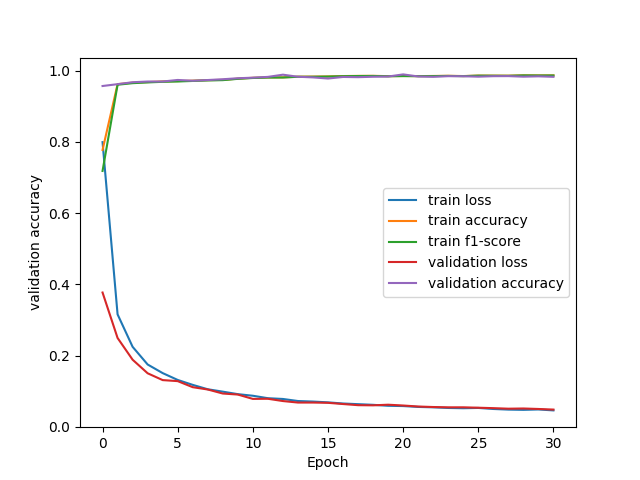 1.0
0.8
0.6
0.4
0.2
0.0
validation accuracy
train loss
train accuracy
train f1-score
validation loss
validation accuracy
0 5 10 15 20 25 30
Epoch